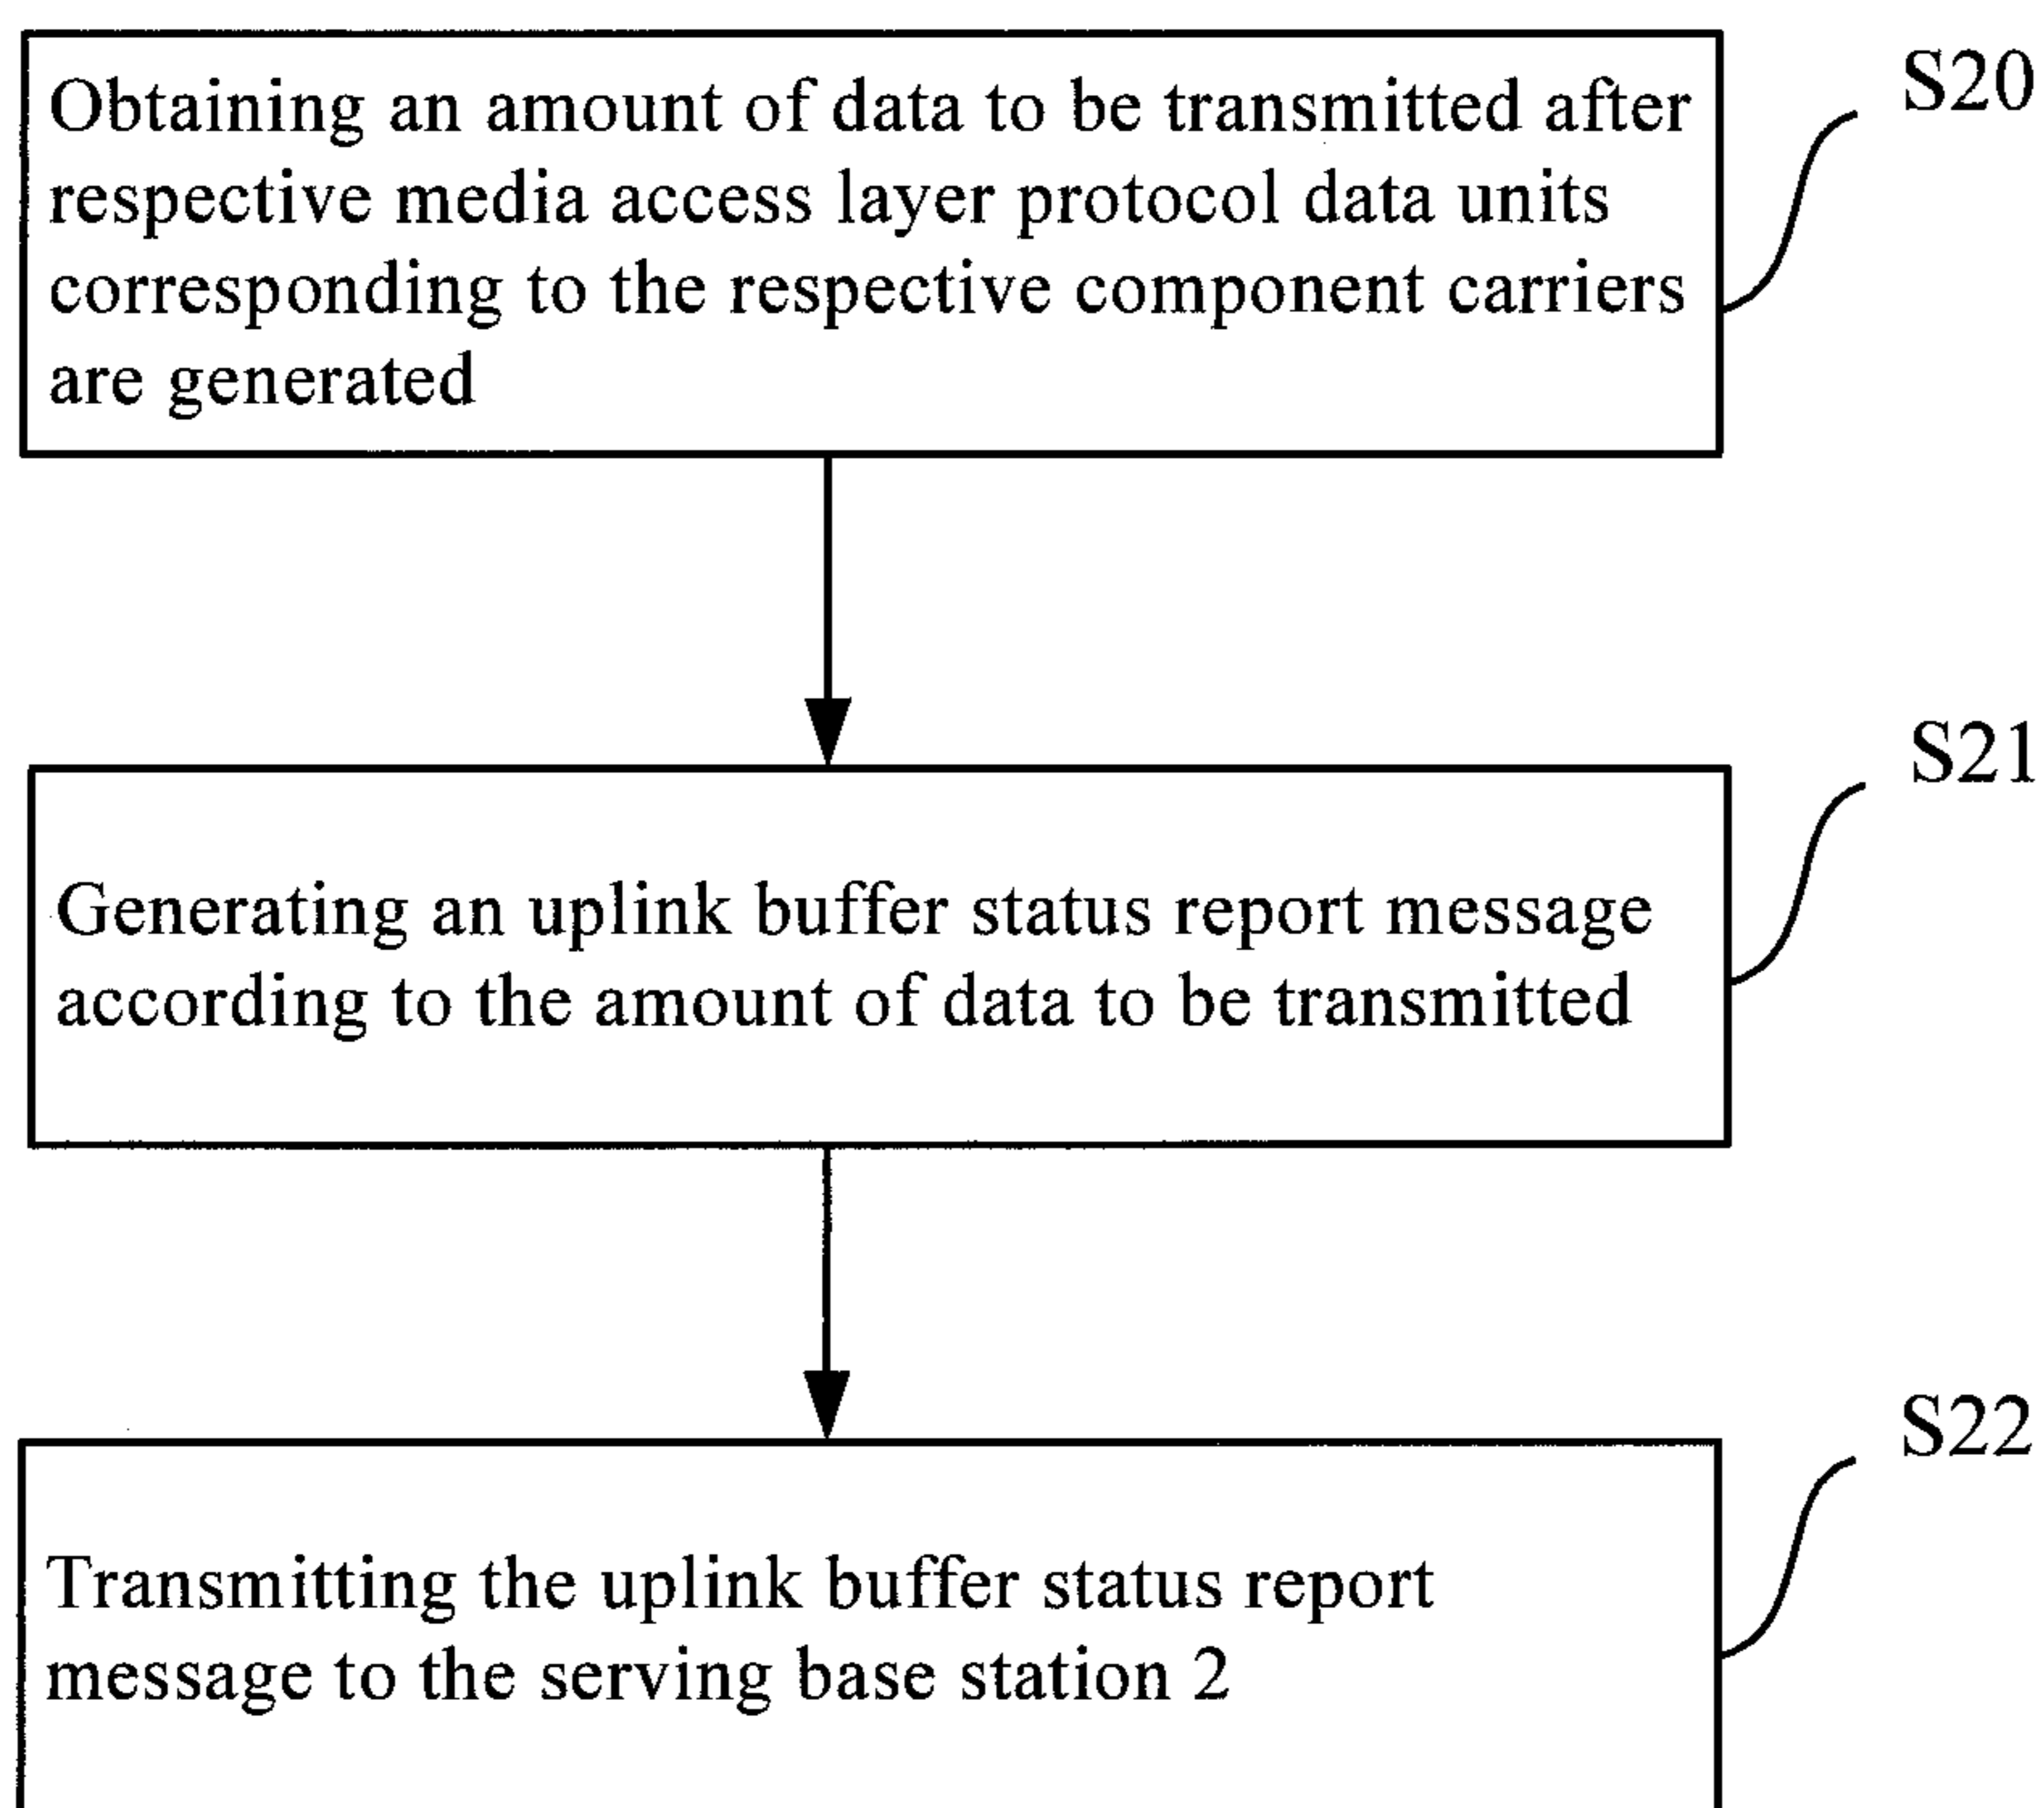 S20
Obtaining an amount of data to be transmitted after
respective media access layer protocol data units
corresponding to the respective component carriers
are generated
S21
Generating an uplink buffer status report message
according to the amount of data to be transmitted
S22
Transmitting the uplink buffer status report
message to the serving base station 2